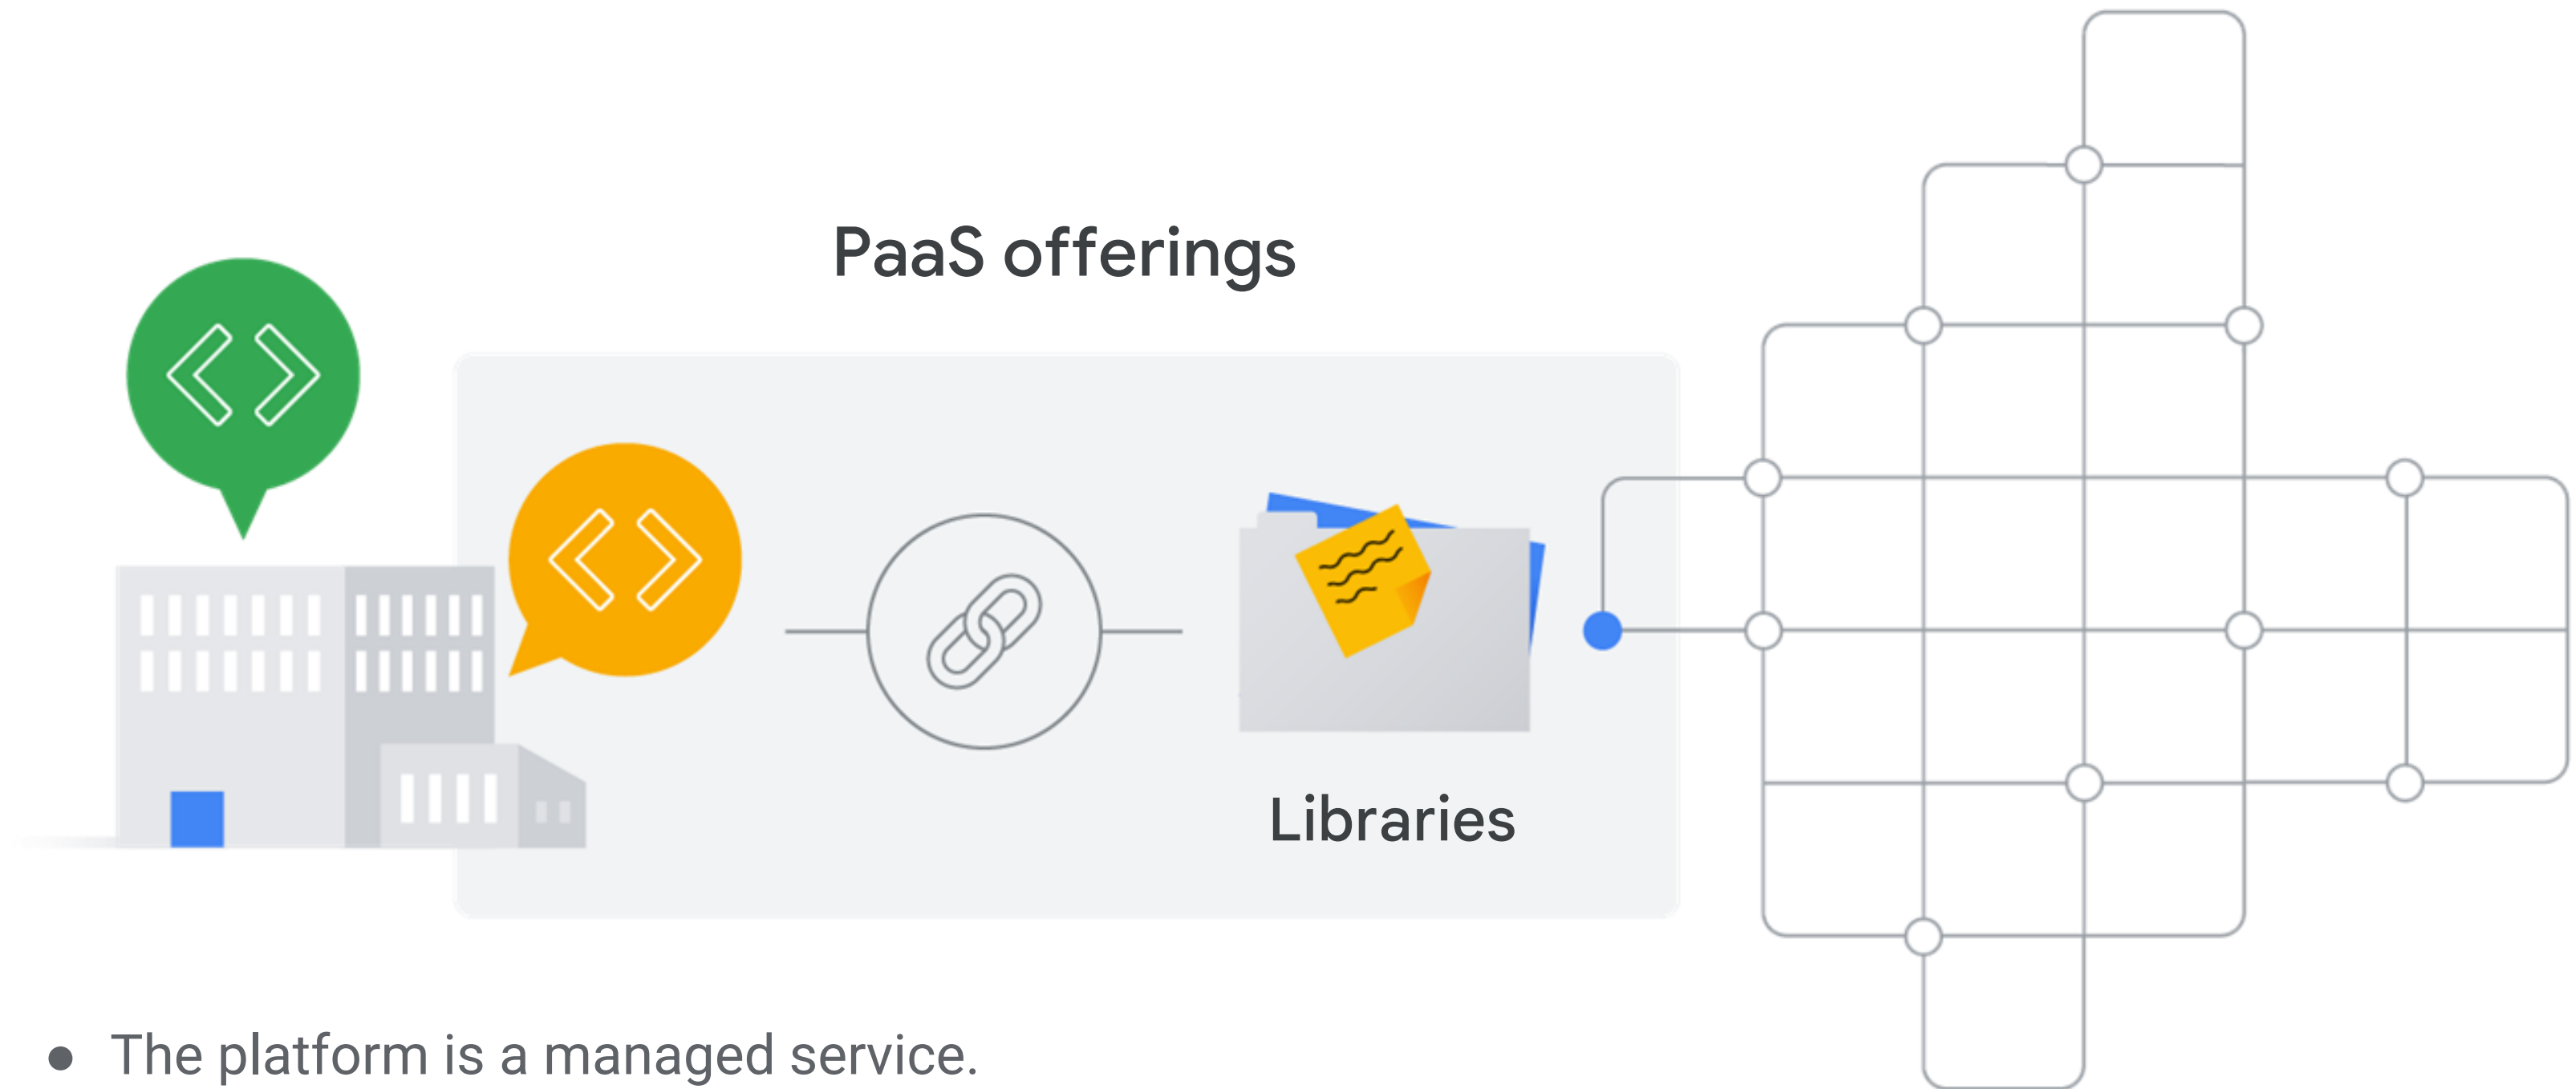 PaaS offerings
Libraries
● The platform is a managed service.